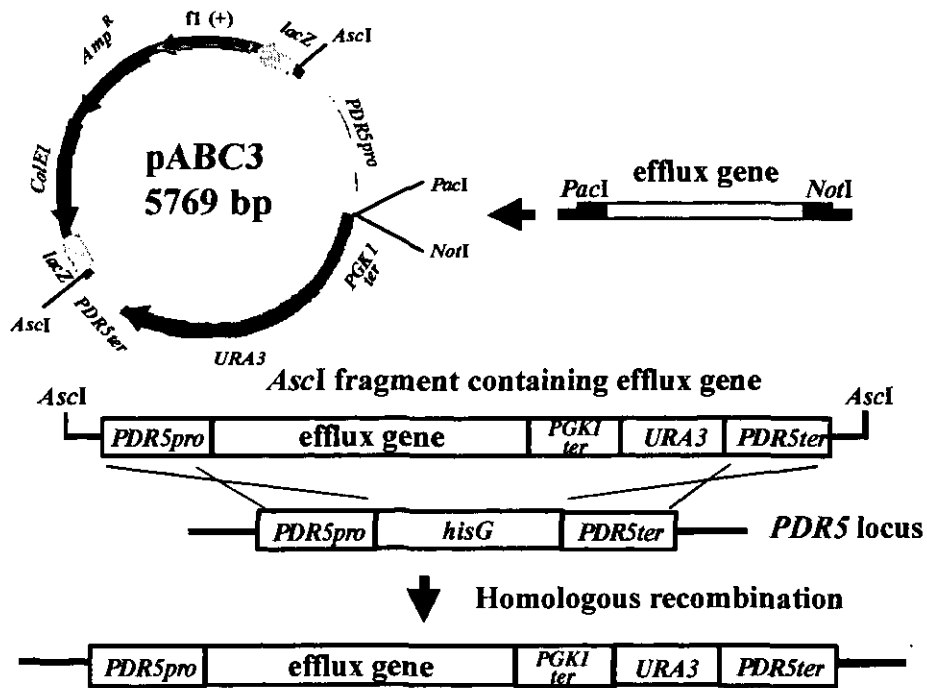 f1 (+)
Amp^R
lacZ
AscI
PDR5pro
pABC3
5769 bp
ColE1
PacI
NotI
PacI
efflux gene
NotI
PGK1
ter
lacZ
AscI
PDR5ter
URA3
AscI fragment containing efflux gene
AscI
AscI
PDR5pro
efflux gene
PGK1
ter
URA3
PDR5ter
PDR5pro
hisG
PDR5ter
PDR5 locus
Homologous recombination
PDR5pro
efflux gene
PGK1
ter
URA3
PDR5ter